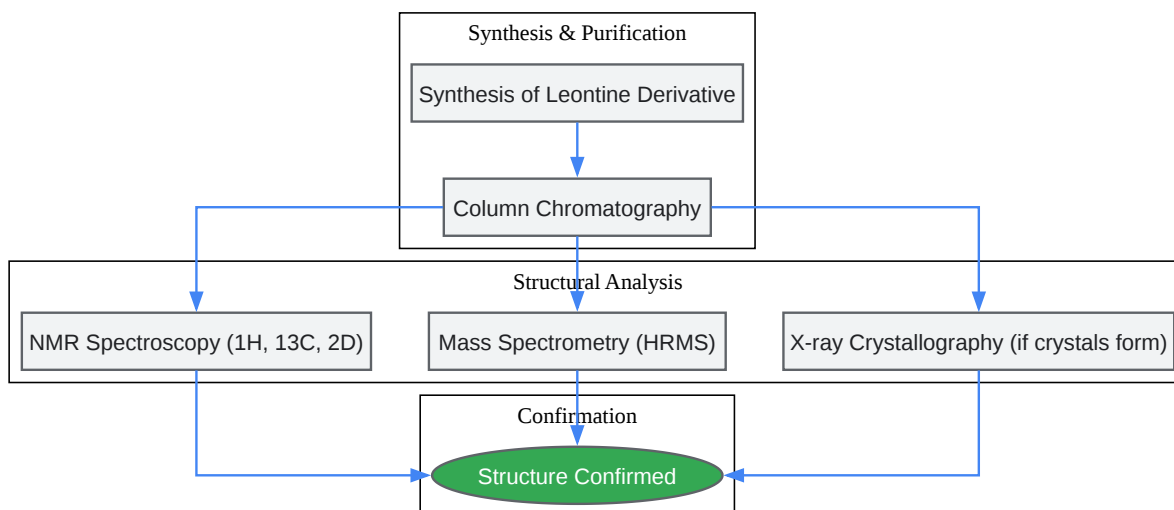 Synthesis & Purification
Synthesis of Leontine Derivative
Column Chromatography
Structural Analysis
NMR Spectroscopy (1H, 13C, 2D)
Mass Spectrometry (HRMS)
X-ray Crystallography (if crystals form)
Confirmation
Structure Confirmed